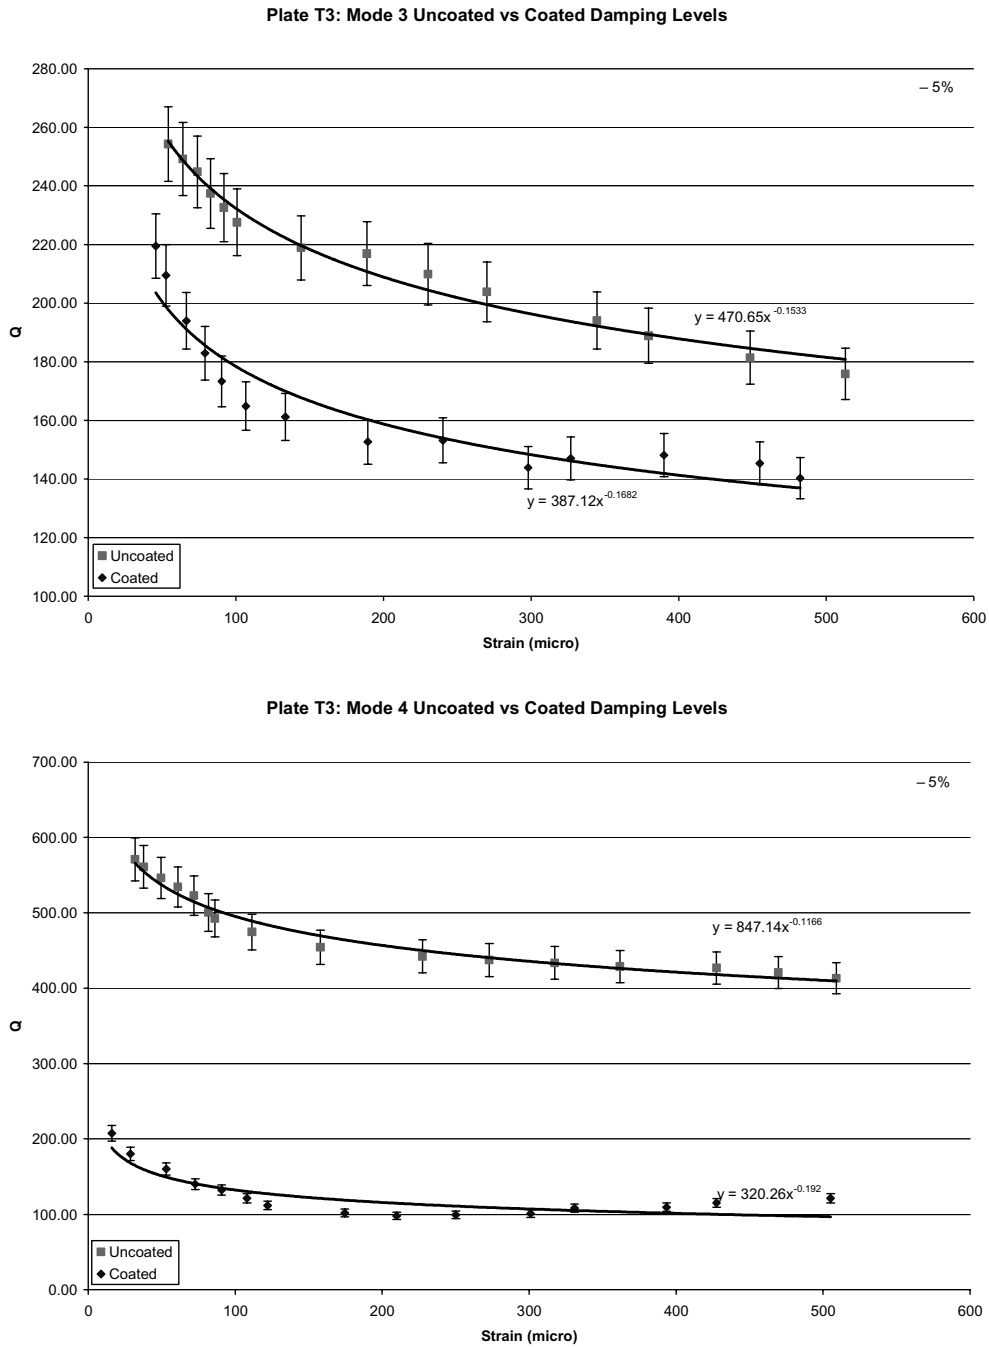 Plate T3: Mode 3 Uncoated vs Coated Damping Levels
280.00
– 5%
260.00
240.00
220.00
200.00
y = 470.65x^-0.1533
Q
180.00
160.00
140.00
y = 387.12x^-0.1682
120.00
Uncoated
Coated
100.00
0 100 200 300 400 500 600
Strain (micro)
Plate T3: Mode 4 Uncoated vs Coated Damping Levels
700.00
– 5%
600.00
500.00
y = 847.14x^-0.1166
400.00
Q
300.00
200.00
y = 320.26x^-0.192
100.00
Uncoated
Coated
0.00
0 100 200 300 400 500 600
Strain (micro)